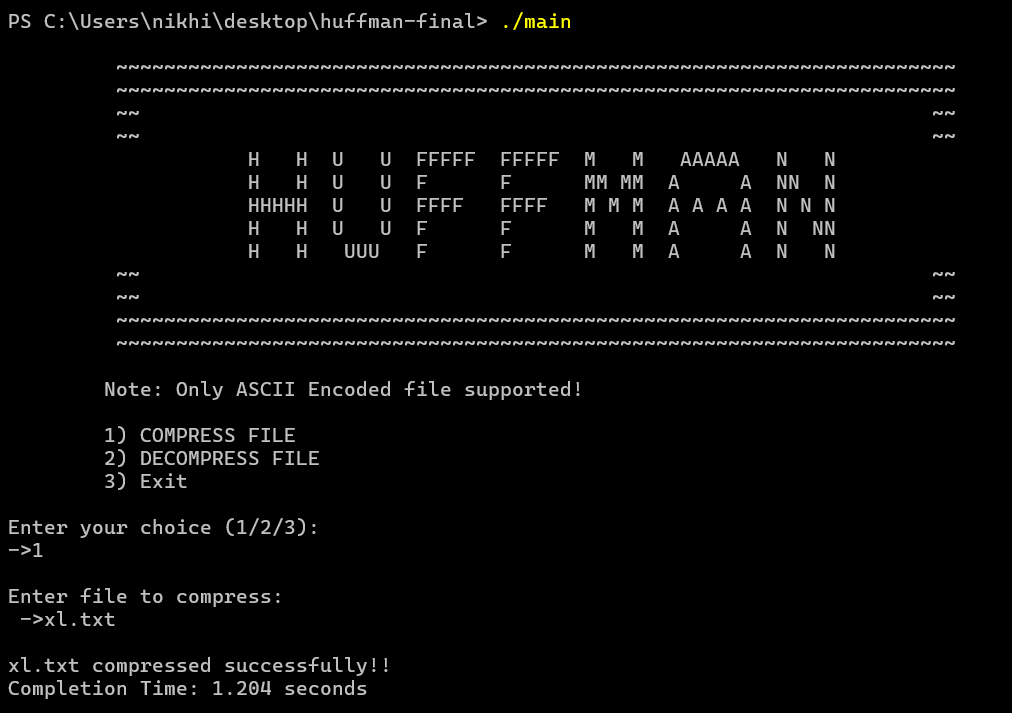 PS C:\Users\nikhi\desktop\huffman-final> ./main
~~~~~~~~~~~~~~~~~~~~~~~~~~~~~~~~~~~~~~~~~~~~~~~~~~~~~~~~~~~~~~~~~~~~~~
~~~~~~~~~~~~~~~~~~~~~~~~~~~~~~~~~~~~~~~~~~~~~~~~~~~~~~~~~~~~~~~~~~~~~~
~~                                                                  ~~
~~                                                                  ~~
           H   H  U   U  FFFFF  FFFFF  M   M   AAAAA   N   N
           H   H  U   U  F      F      MM MM  A     A  NN  N
           HHHHH  U   U  FFFF   FFFF   M M M  A A A A  N N N
           H   H  U   U  F      F      M   M  A     A  N  NN
           H   H   UUU   F      F      M   M  A     A  N   N
~~                                                                  ~~
~~                                                                  ~~
~~~~~~~~~~~~~~~~~~~~~~~~~~~~~~~~~~~~~~~~~~~~~~~~~~~~~~~~~~~~~~~~~~~~~~
~~~~~~~~~~~~~~~~~~~~~~~~~~~~~~~~~~~~~~~~~~~~~~~~~~~~~~~~~~~~~~~~~~~~~~
Note: Only ASCII Encoded file supported!
1) COMPRESS FILE
2) DECOMPRESS FILE
3) Exit
Enter your choice (1/2/3):
->1
Enter file to compress:
->xl.txt
xl.txt compressed successfully!!
Completion Time: 1.204 seconds